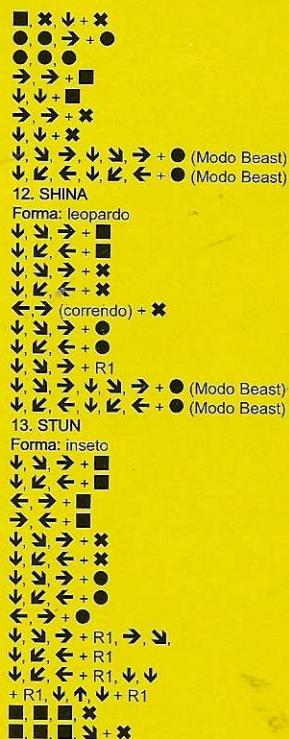 ■, ✖, ↓ + ✖
●, ●, → + ●
●, ●, ●
→, → + ■
↓, ↓ + ■
→, → + ✖
↓, ↓ + ✖
↓, ↘, →, ↓, ↘, → + ● (Modo Beast)
↓, ↙, ←, ↓, ↙, ← + ● (Modo Beast)
12. SHINA
Forma: leopardo
↓, ↘, → + ■
↓, ↙, ← + ■
↓, ↘, → + ✖
↓, ↙, ← + ✖
←, → (correndo) + ✖
↓, ↘, → + ●
↓, ↙, ← + ●
↓, ↘, → + R1
↓, ↘, →, ↓, ↘, → + ● (Modo Beast)
↓, ↙, ←, ↓, ↙, ← + ● (Modo Beast)
13. STUN
Forma: inseto
↓, ↘, → + ■
↓, ↙, ← + ■
←, → + ■
→, ← + ■
↓, ↘, → + ✖
↓, ↙, ← + ✖
↓, ↘, → + ●
↓, ↙, ← + ●
←, → + ●
↓, ↘, → + R1, →, ↘,
↓, ↙, ← + R1
↓, ↙, ← + R1, ↓, ↓
+ R1, ↓, ↑, ↓ + R1
■, ■, ■, ✖
■, ■, ■, ↘ + ✖